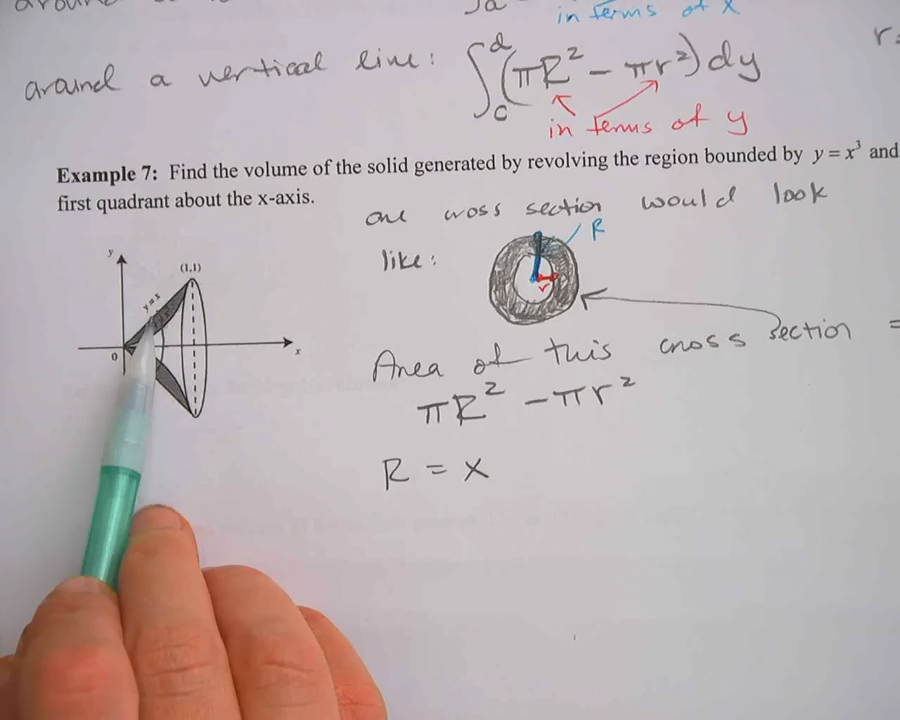 around
∫a in terms of x
around a vertical line: ∫_c^d (πR² − πr²) dy
r
in terms of y
Example 7: Find the volume of the solid generated by revolving the region bounded by y = x³ and
first quadrant about the x-axis.
one cross section would look
like:
R
r
y
(1,1)
y = x
0
x
Area of this cross section =
πR² − πr²
R = x